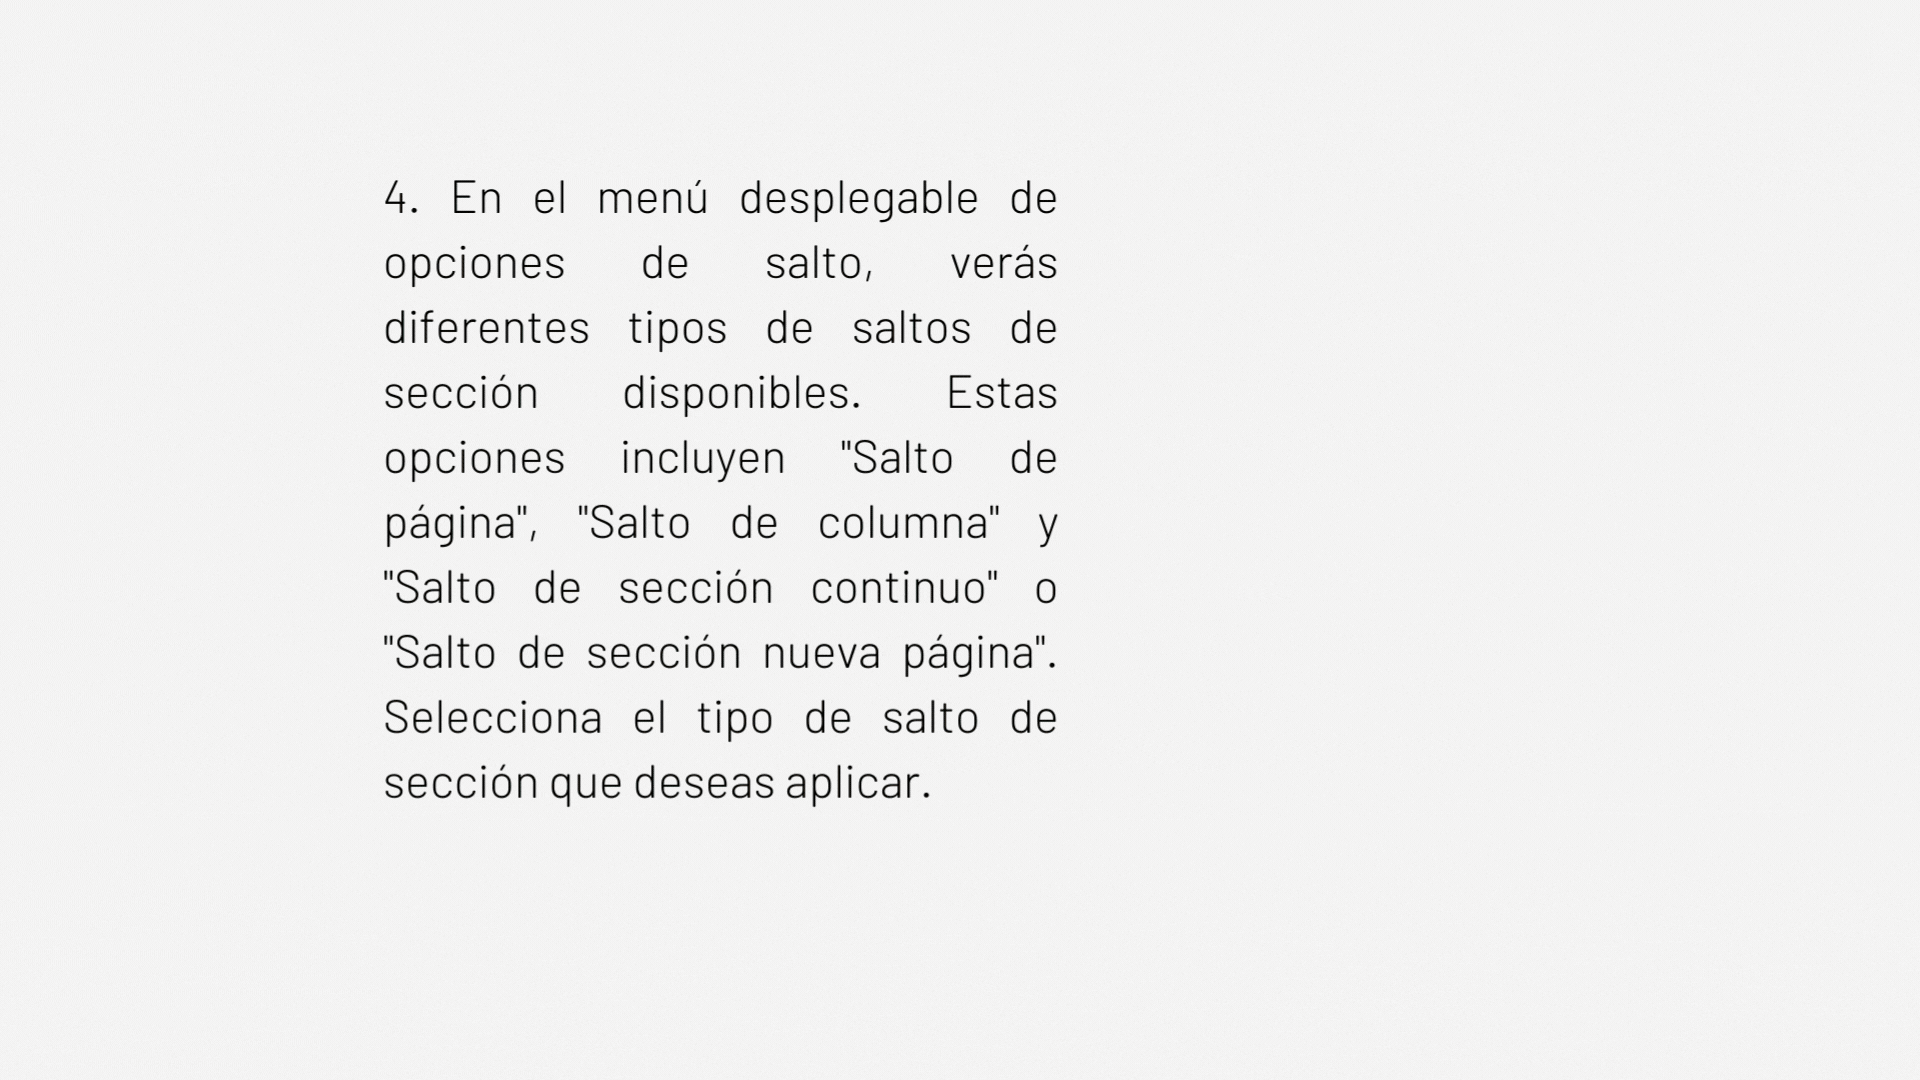 4. En el menú desplegable de
opciones de salto, verás
diferentes tipos de saltos de
sección disponibles. Estas
opciones incluyen "Salto de
página", "Salto de columna" y
"Salto de sección continuo" o
"Salto de sección nueva página".
Selecciona el tipo de salto de
sección que deseas aplicar.